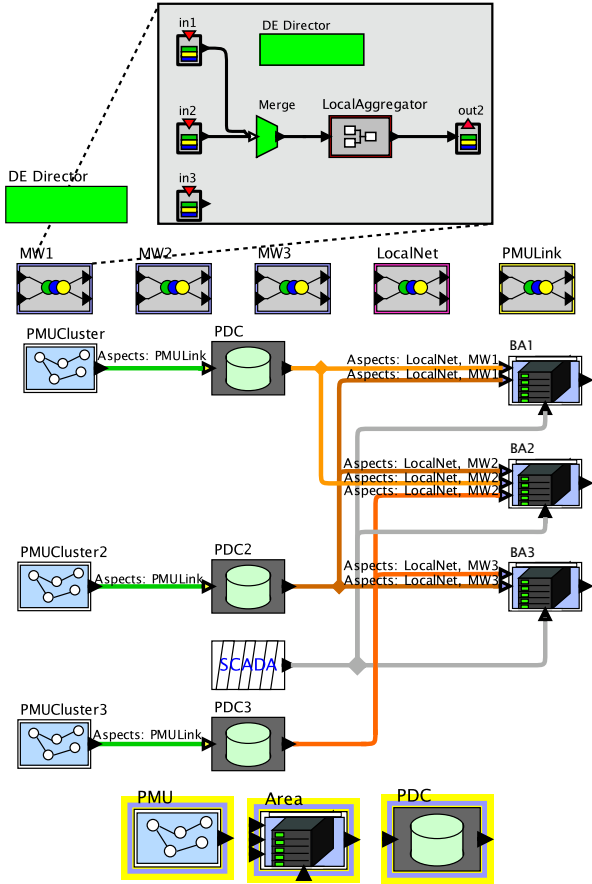 in1
DE Director
in2
Merge
LocalAggregator
out2
in3
DE Director
MW1
MW2
MW3
LocalNet
PMULink
PMUCluster
Aspects: PMULink
PDC
Aspects: LocalNet, MW1
Aspects: LocalNet, MW1
BA1
Aspects: LocalNet, MW2
Aspects: LocalNet, MW2
Aspects: LocalNet, MW2
BA2
PMUCluster2
Aspects: PMULink
PDC2
Aspects: LocalNet, MW3
Aspects: LocalNet, MW3
BA3
SCADA
PMUCluster3
Aspects: PMULink
PDC3
PMU
Area
PDC